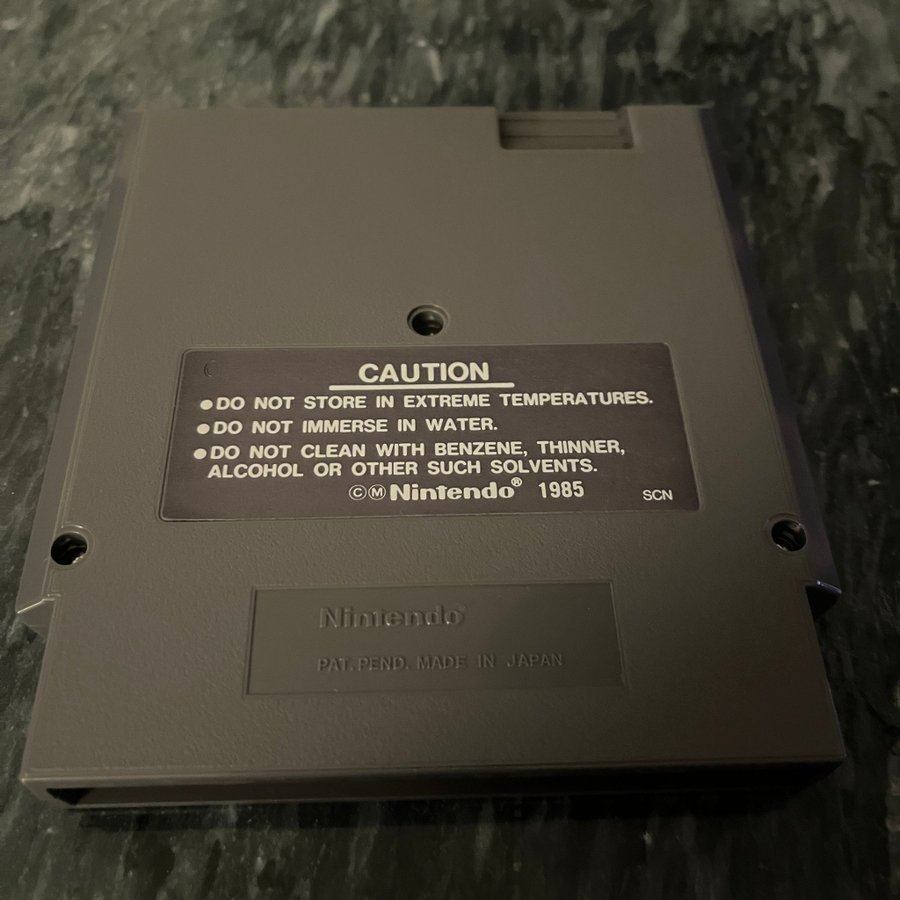 CAUTION
●DO NOT STORE IN EXTREME TEMPERATURES.
●DO NOT IMMERSE IN WATER.
●DO NOT CLEAN WITH BENZENE, THINNER,
ALCOHOL OR OTHER SUCH SOLVENTS.
©Ⓜ Nintendo® 1985 SCN
Nintendo®
PAT. PEND. MADE IN JAPAN